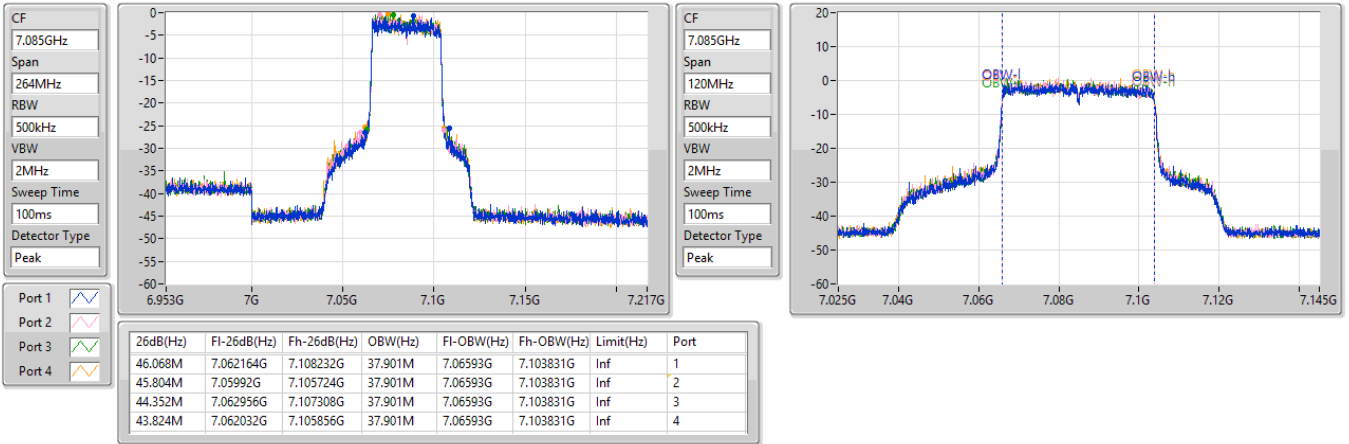 CF
7.085GHz
Span
264MHz
RBW
500kHz
VBW
2MHz
Sweep Time
100ms
Detector Type
Peak
0
-5
-10
-15
-20
-25
-30
-35
-40
-45
-50
-55
-60
6.953G 7G 7.05G 7.1G 7.15G 7.217G
CF
7.085GHz
Span
120MHz
RBW
500kHz
VBW
2MHz
Sweep Time
100ms
Detector Type
Peak
20
10
0
-10
-20
-30
-40
-50
-60
OBW-l OBW-h
7.025G 7.04G 7.06G 7.08G 7.1G 7.12G 7.145G
Port 1
Port 2
Port 3
Port 4
26dB(Hz) Fl-26dB(Hz) Fh-26dB(Hz) OBW(Hz) Fl-OBW(Hz) Fh-OBW(Hz) Limit(Hz) Port
46.068M 7.062164G 7.108232G 37.901M 7.06593G 7.103831G Inf 1
45.804M 7.05992G 7.105724G 37.901M 7.06593G 7.103831G Inf 2
44.352M 7.062956G 7.107308G 37.901M 7.06593G 7.103831G Inf 3
43.824M 7.062032G 7.105856G 37.901M 7.06593G 7.103831G Inf 4